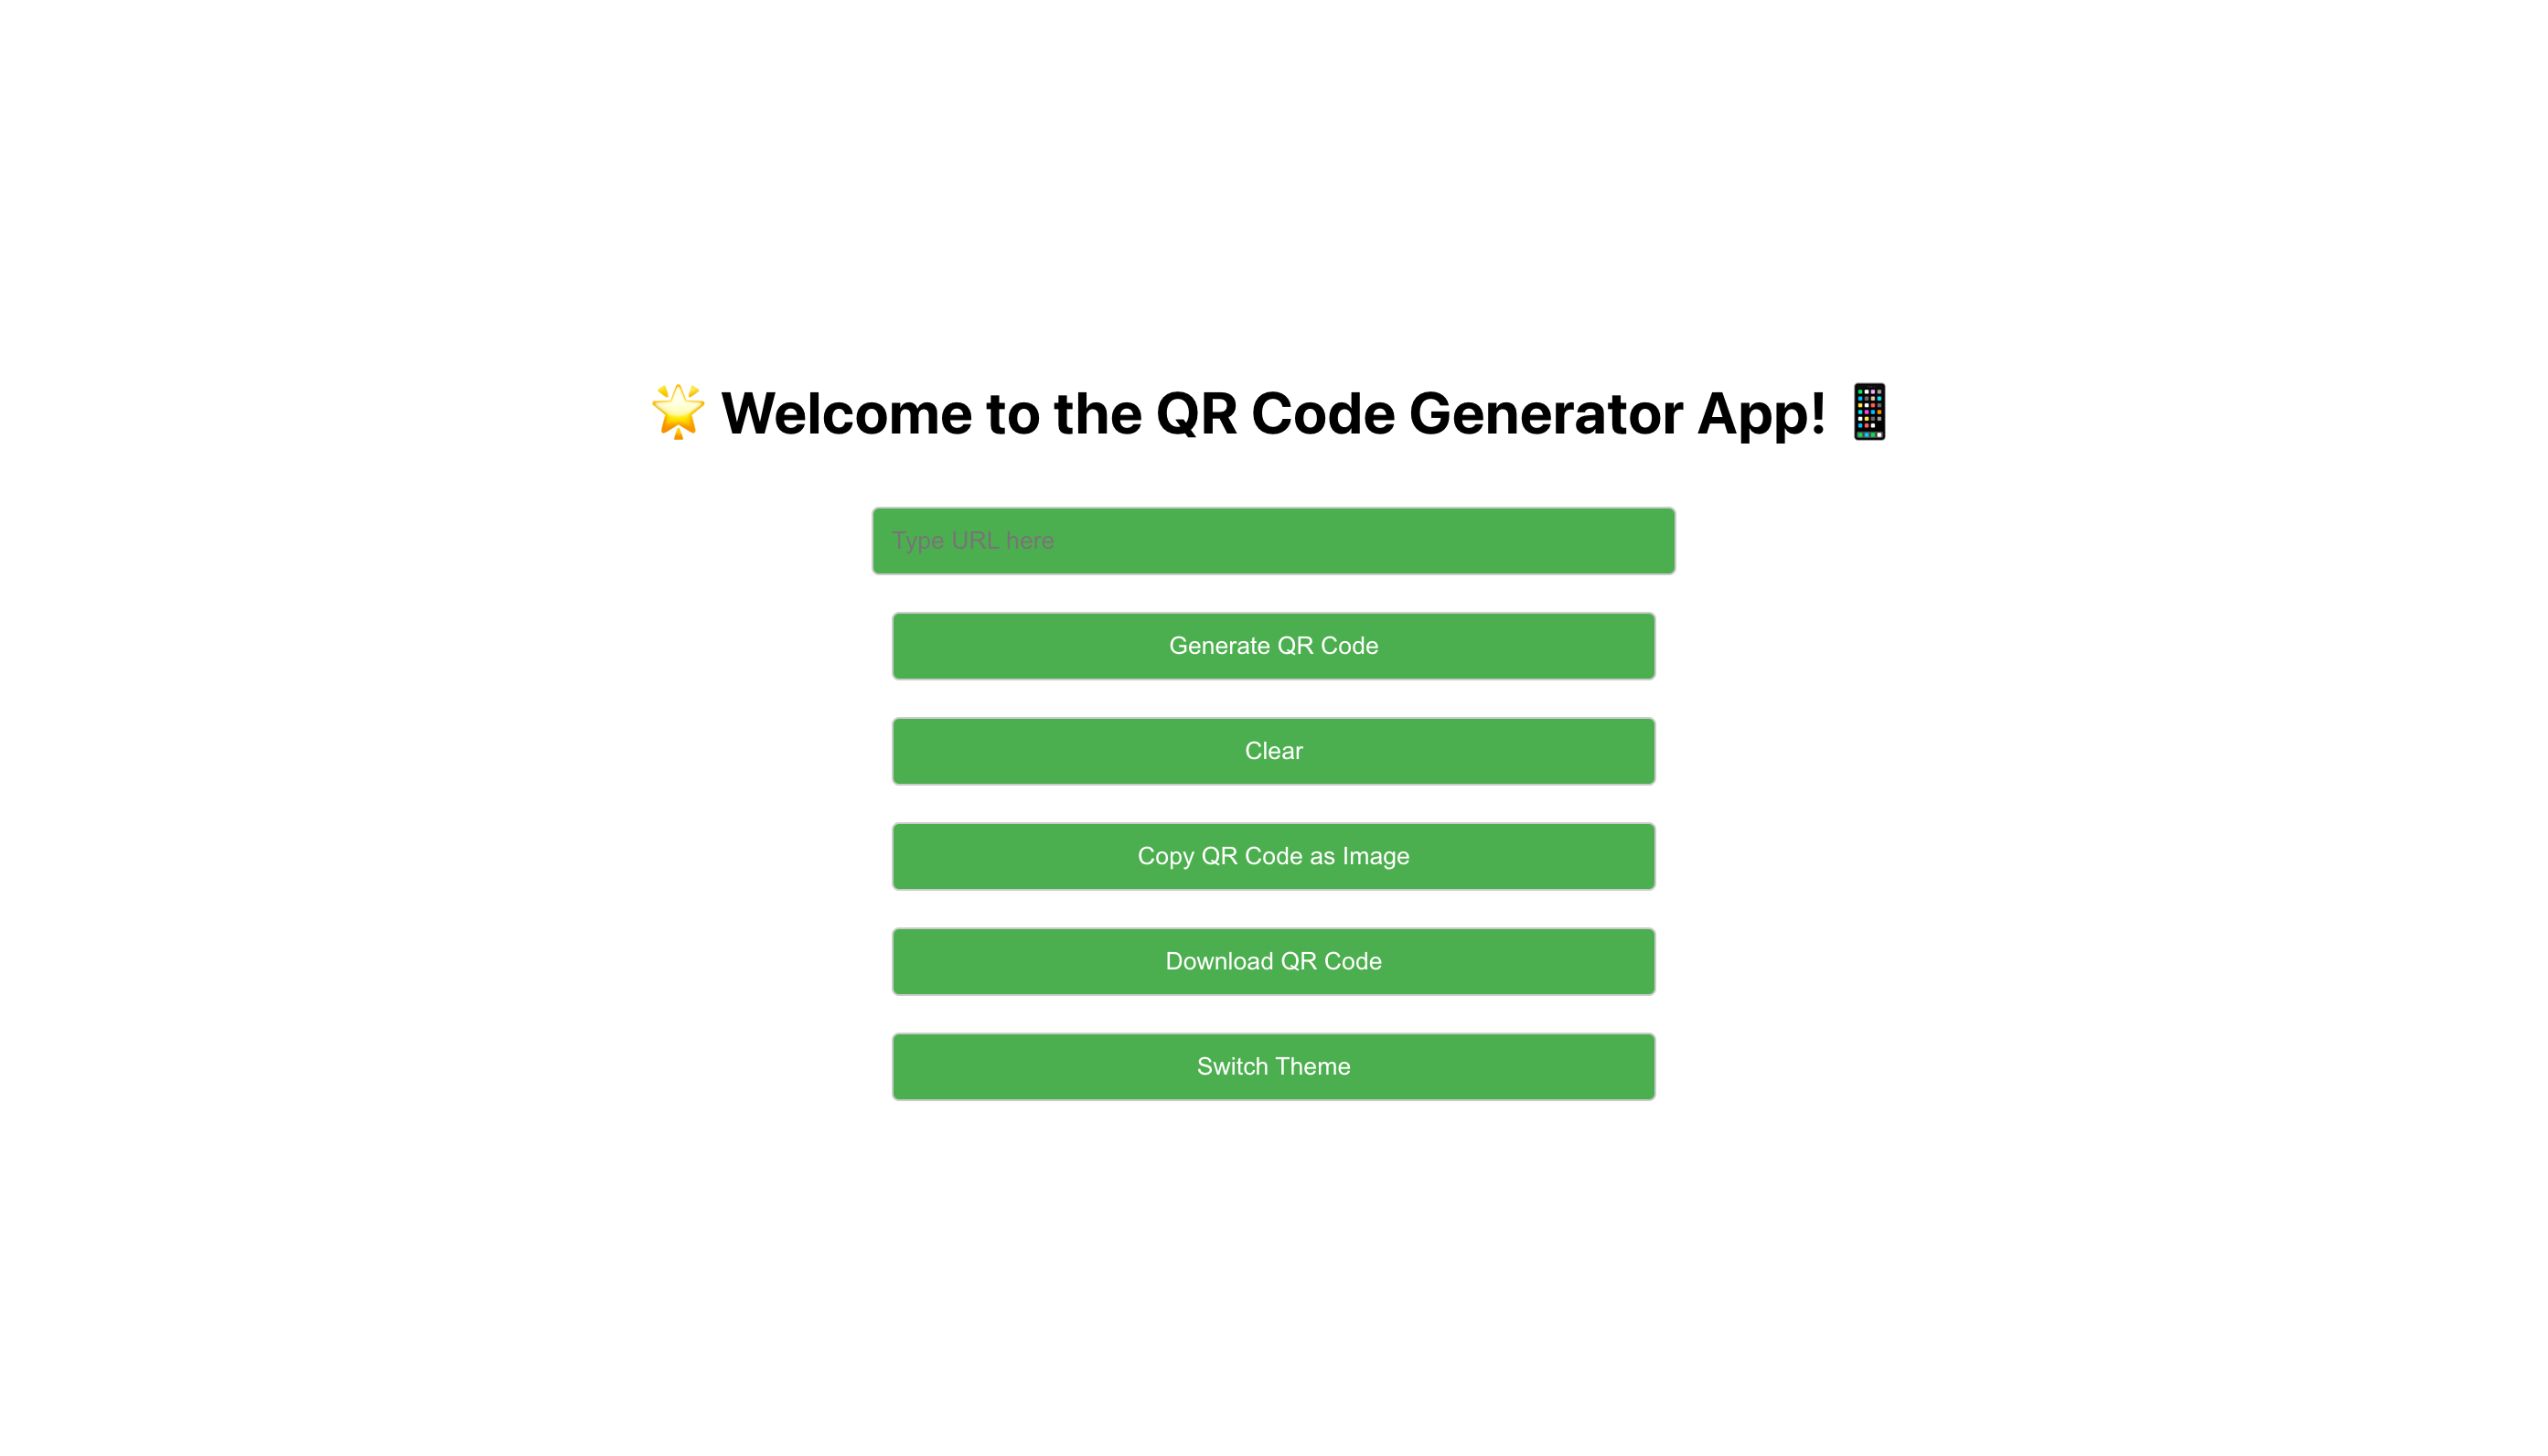 🌟 Welcome to the QR Code Generator App! 📱
Type URL here
Generate QR Code
Clear
Copy QR Code as Image
Download QR Code
Switch Theme